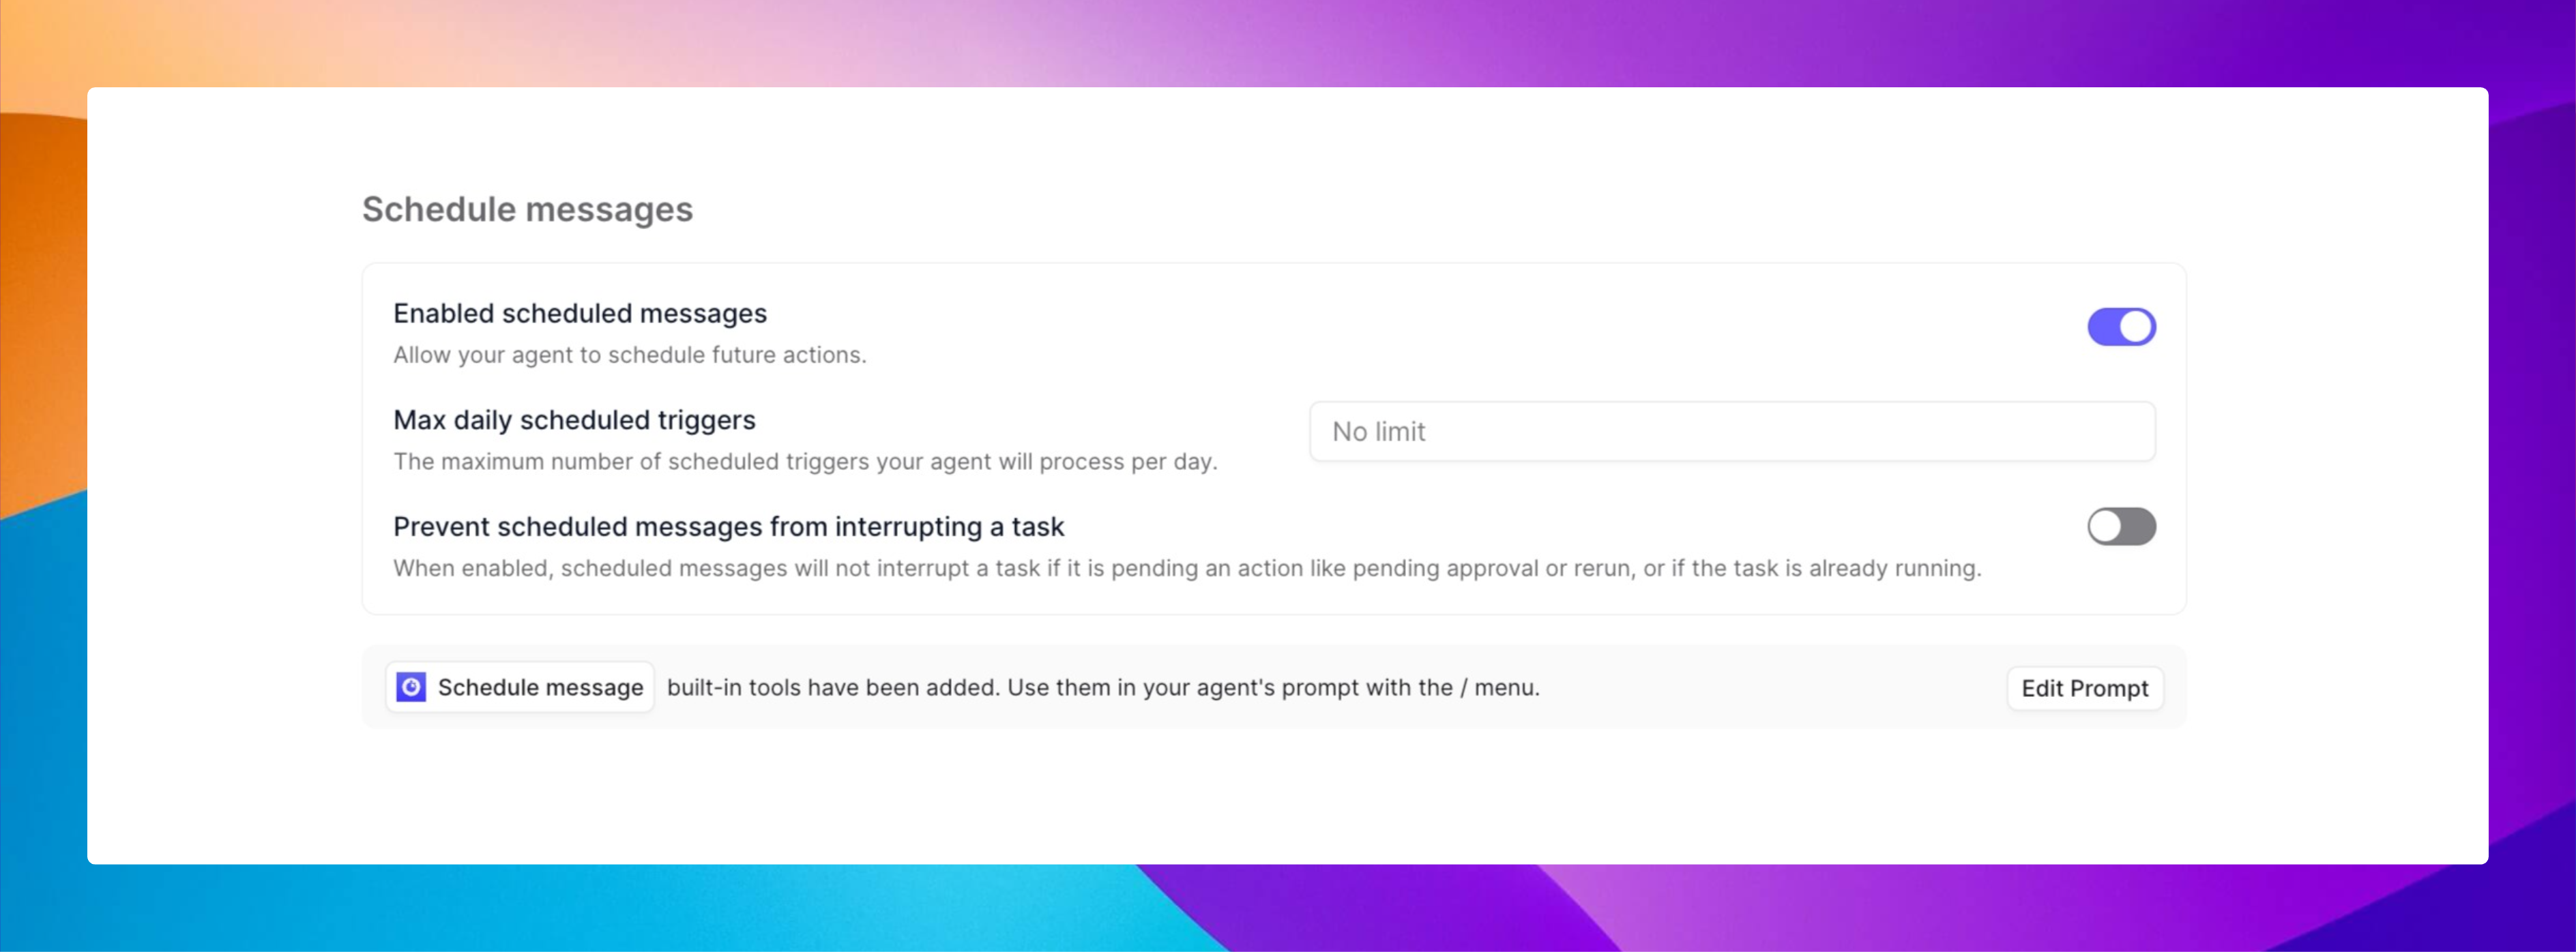 Schedule messages
Enabled scheduled messages
Allow your agent to schedule future actions.
Max daily scheduled triggers
No limit
The maximum number of scheduled triggers your agent will process per day.
Prevent scheduled messages from interrupting a task
When enabled, scheduled messages will not interrupt a task if it is pending an action like pending approval or rerun, or if the task is already running.
Schedule message built-in tools have been added. Use them in your agent's prompt with the / menu. Edit Prompt